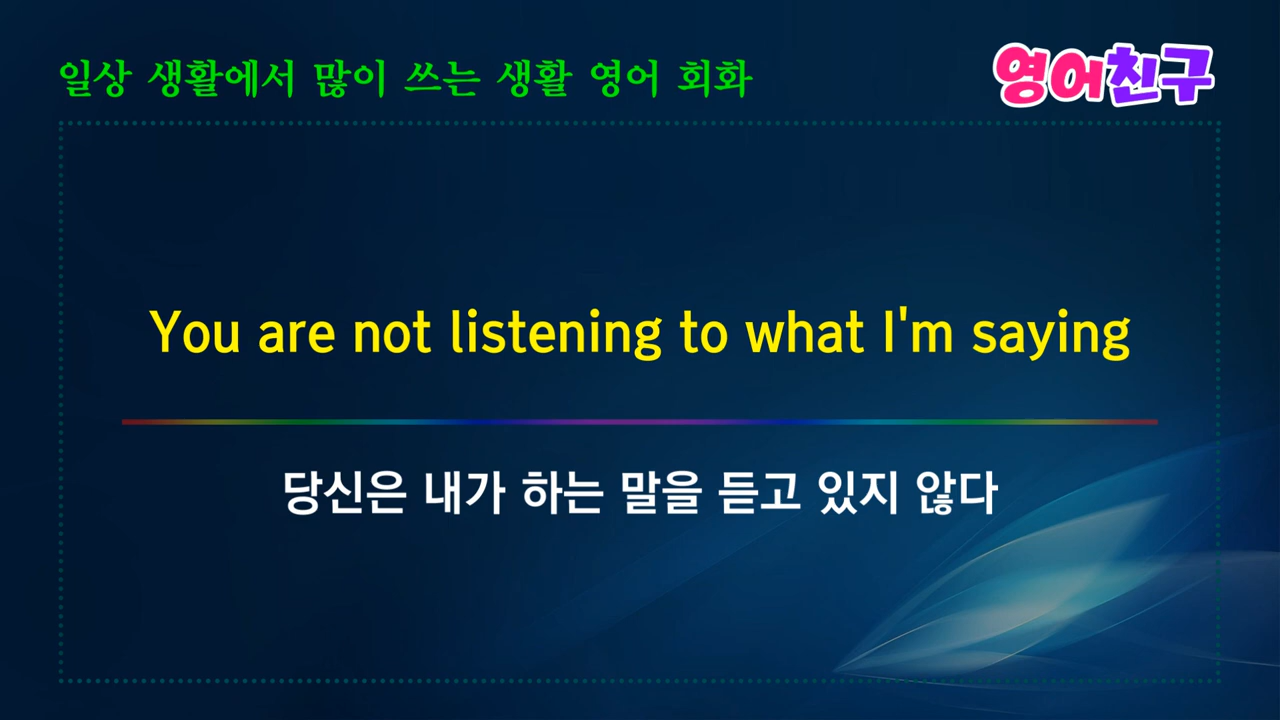 일상 생활에서 많이 쓰는 생활 영어 회화
영어친구
You are not listening to what I'm saying
당신은 내가 하는 말을 듣고 있지 않다